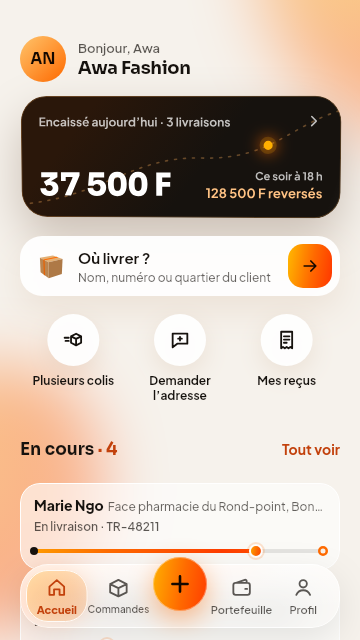 AN
Bonjour, Awa
Awa Fashion
Encaissé aujourd’hui · 3 livraisons
37 500 F
Ce soir à 18 h
128 500 F reversés
Où livrer ?
Nom, numéro ou quartier du client
Plusieurs colis
Demander
l’adresse
Mes reçus
En cours · 4
Tout voir
Marie Ngo Face pharmacie du Rond-point, Bon…
En livraison · TR-48211
Accueil
Commandes
Portefeuille
Profil